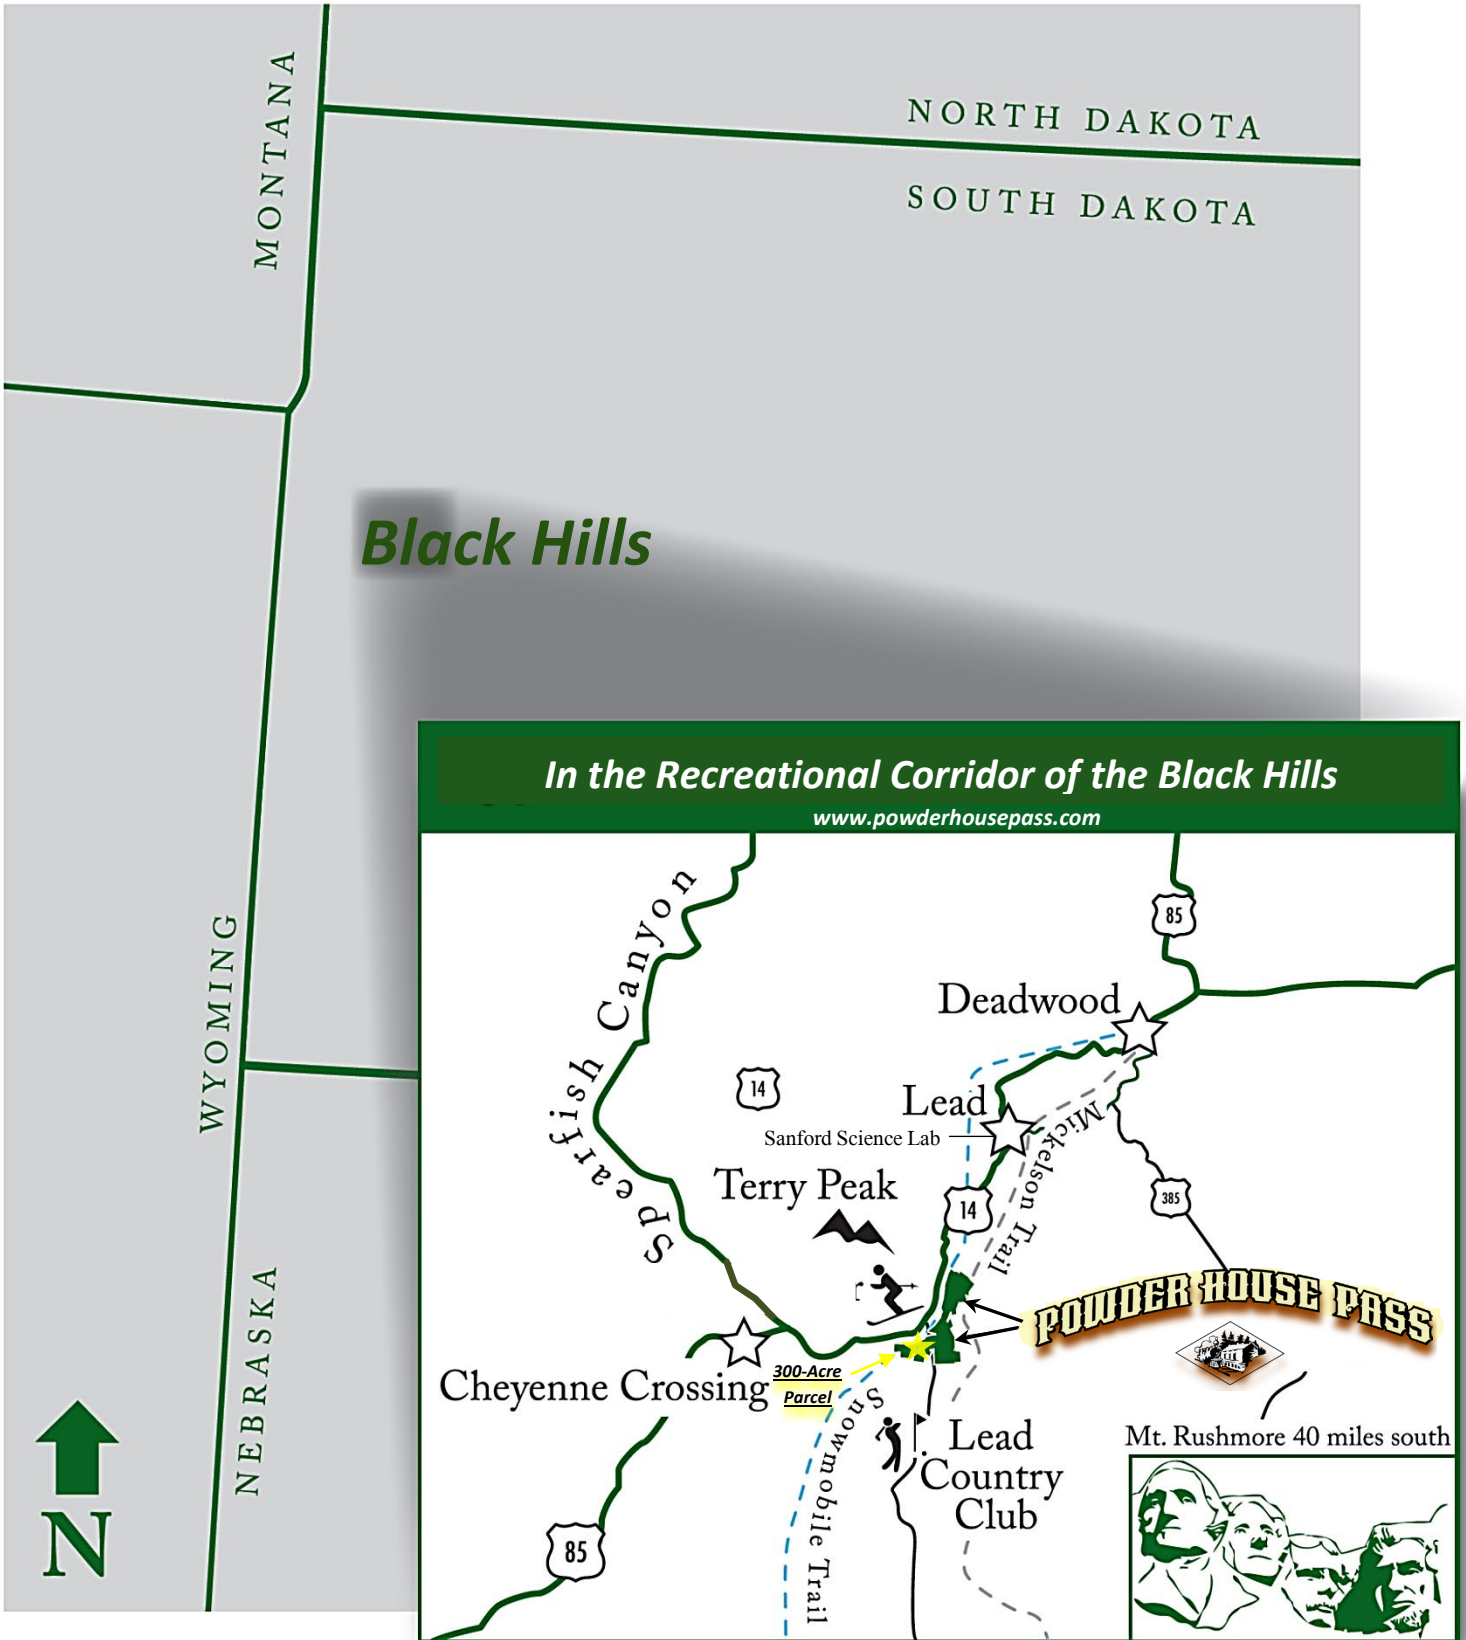 MONTANA
NORTH DAKOTA
SOUTH DAKOTA
Black Hills
WYOMING
NEBRASKA
N
In the Recreational Corridor of the Black Hills
www.powderhousepass.com
Spearfish Canyon
85
Deadwood
14
Lead
Sanford Science Lab
Mickelson Trail
Terry Peak
14
385
POWDER HOUSE PASS
Cheyenne Crossing
300-Acre
Parcel
Snowmobile Trail
Lead
Country
Club
Mt. Rushmore 40 miles south
85